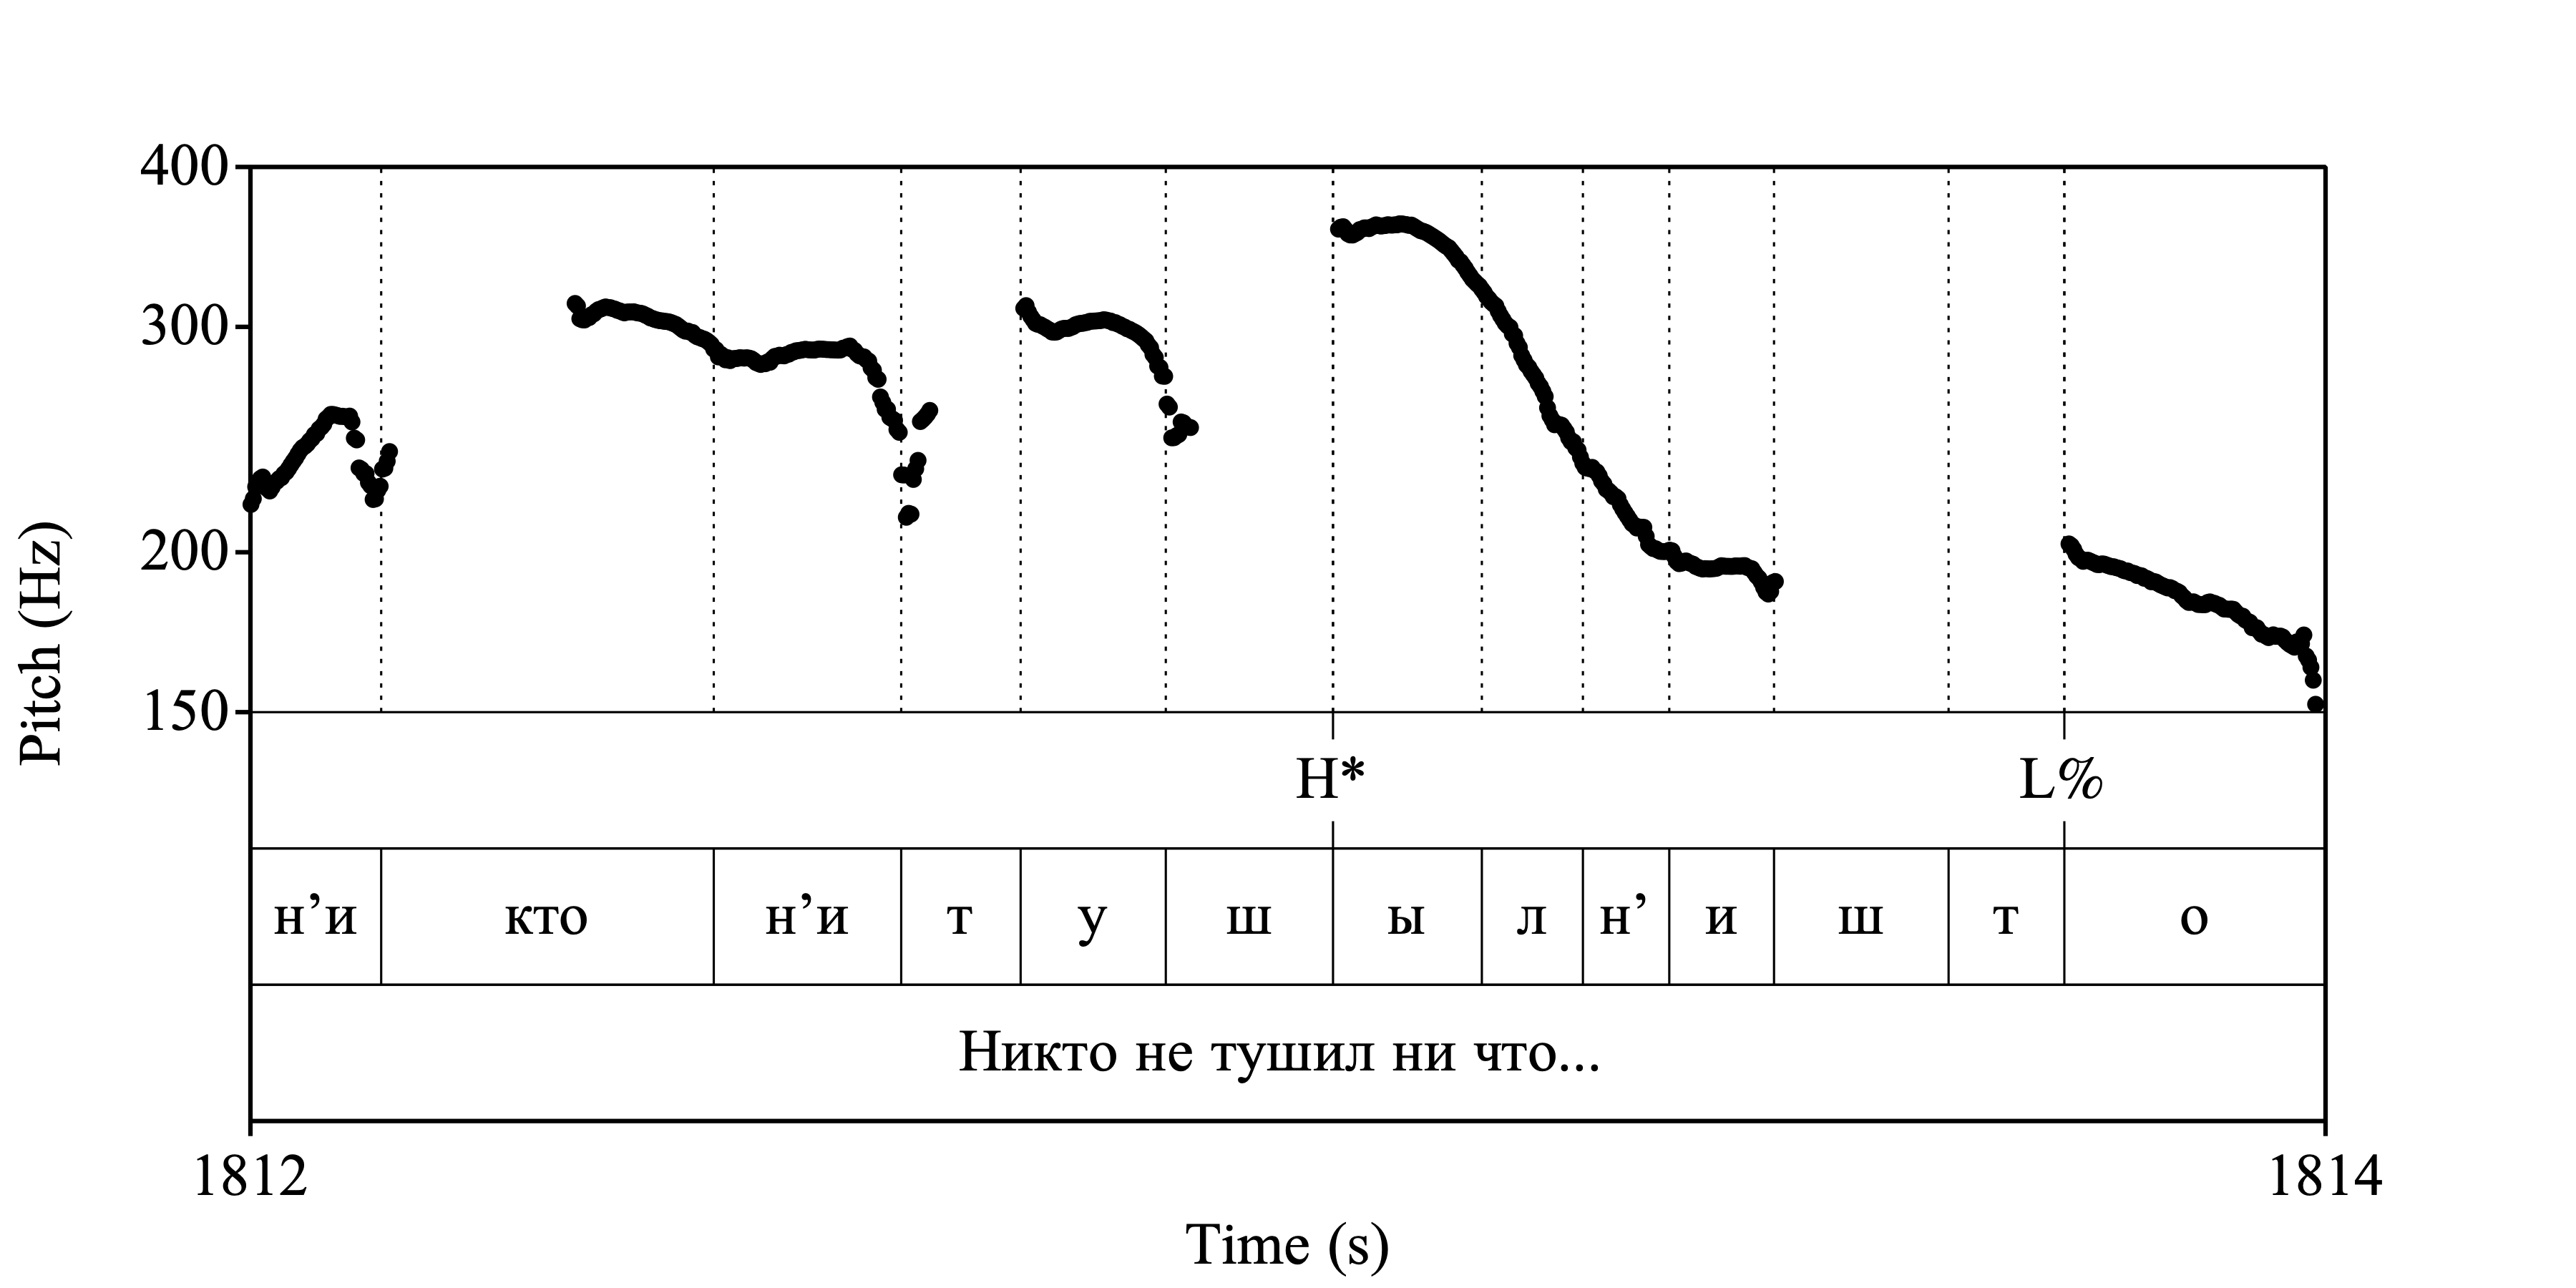 400
300
200
150
Pitch (Hz)
H* L%
н’и кто н’и т у ш ы л н’ и ш т о
Никто не тушил ни что...
1812 1814
Time (s)